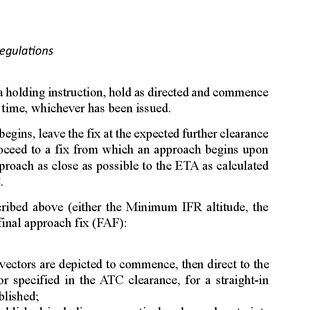 egulations
a holding instruction, hold as directed and commence
time, whichever has been issued.
begins, leave the fix at the expected further clearance
oceed to a fix from which an approach begins upon
proach as close as possible to the ETA as calculated
.
ribed above (either the Minimum IFR altitude, the
final approach fix (FAF):
vectors are depicted to commence, then direct to the
or specified in the ATC clearance, for a straight-in
blished;